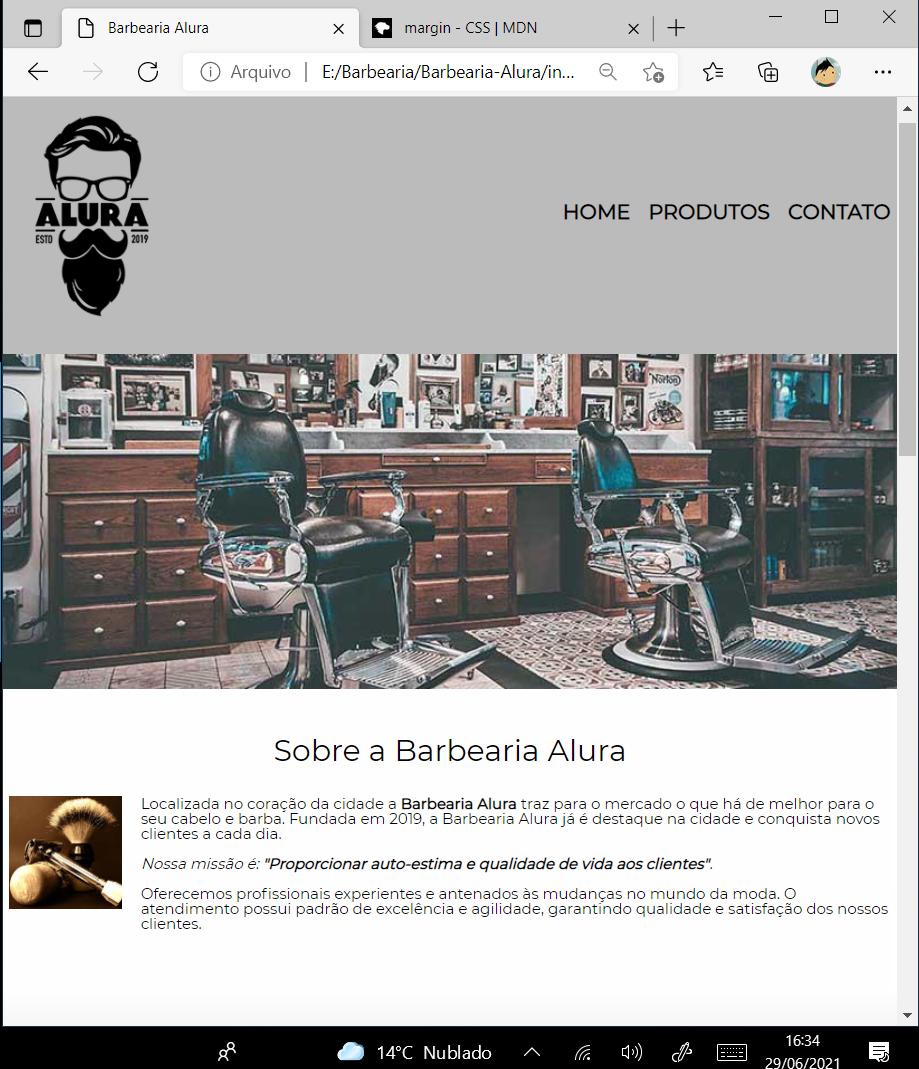 Barbearia Alura
margin - CSS | MDN
Arquivo | E:/Barbearia/Barbearia-Alura/in...
ALURA
ESTD 2019
HOME PRODUTOS CONTATO
Norton
Sobre a Barbearia Alura
Localizada no coração da cidade a Barbearia Alura traz para o mercado o que há de melhor para o
seu cabelo e barba. Fundada em 2019, a Barbearia Alura já é destaque na cidade e conquista novos
clientes a cada dia.
Nossa missão é: "Proporcionar auto-estima e qualidade de vida aos clientes".
Oferecemos profissionais experientes e antenados às mudanças no mundo da moda. O
atendimento possui padrão de excelência e agilidade, garantindo qualidade e satisfação dos nossos
clientes.
14°C Nublado
16:34
29/06/2021